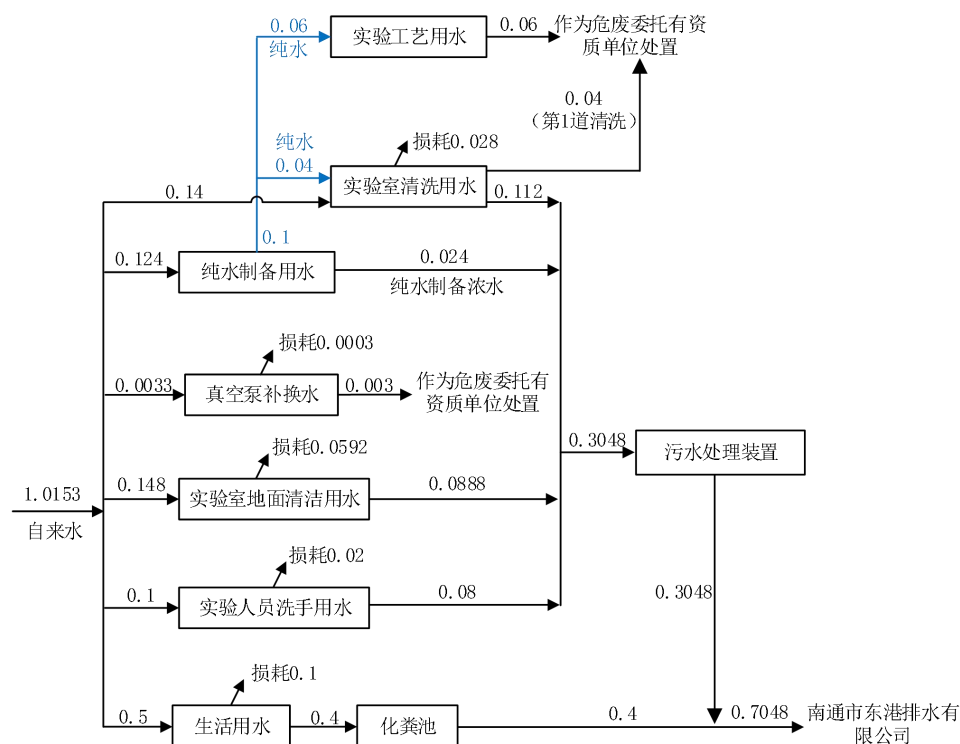 0.06
纯水
实验工艺用水
0.06
作为危废委托有资
质单位处置
0.04
（第1道清洗）
纯水
0.04
损耗0.028
实验室清洗用水
0.14
0.112
0.1
0.124
纯水制备用水
0.024
纯水制备浓水
损耗0.0003
0.0033
真空泵补换水
0.003
作为危废委托有
资质单位处置
损耗0.0592
0.3048
污水处理装置
1.0153
自来水
0.148
实验室地面清洁用水
0.0888
损耗0.02
0.1
实验人员洗手用水
0.08
0.3048
损耗0.1
0.5
生活用水
0.4
化粪池
0.4
0.7048
南通市东港排水有
限公司